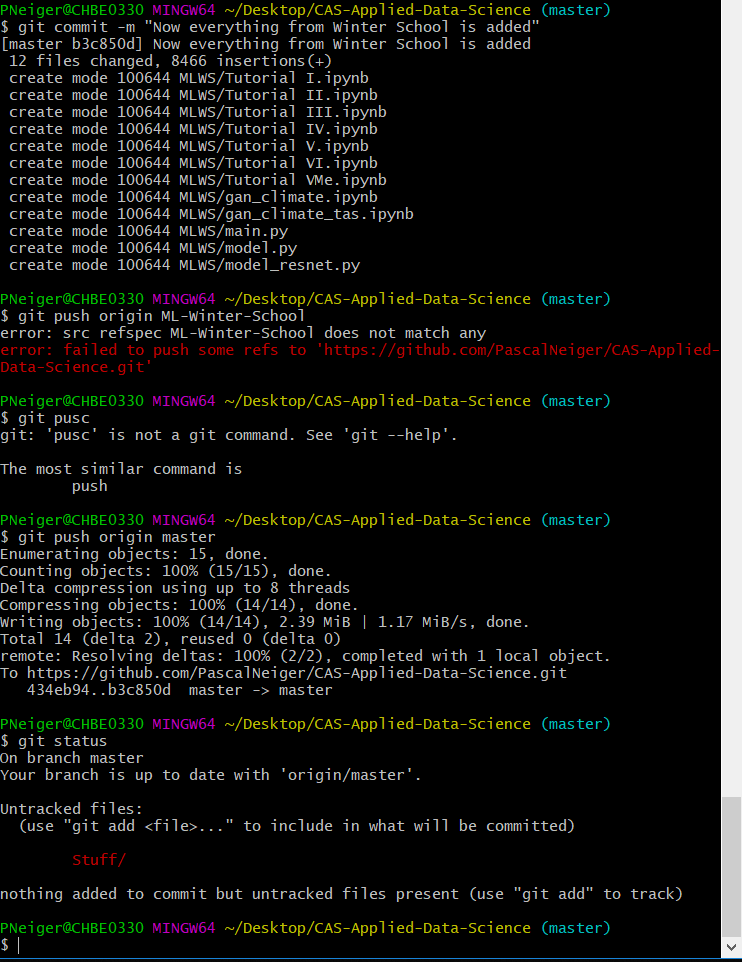 PNeiger@CHBE0330 MINGW64 ~/Desktop/CAS-Applied-Data-Science (master)
$ git commit -m "Now everything from Winter School is added"
[master b3c850d] Now everything from Winter School is added
 12 files changed, 8466 insertions(+)
 create mode 100644 MLWS/Tutorial I.ipynb
 create mode 100644 MLWS/Tutorial II.ipynb
 create mode 100644 MLWS/Tutorial III.ipynb
 create mode 100644 MLWS/Tutorial IV.ipynb
 create mode 100644 MLWS/Tutorial V.ipynb
 create mode 100644 MLWS/Tutorial VI.ipynb
 create mode 100644 MLWS/Tutorial VMe.ipynb
 create mode 100644 MLWS/gan_climate.ipynb
 create mode 100644 MLWS/gan_climate_tas.ipynb
 create mode 100644 MLWS/main.py
 create mode 100644 MLWS/model.py
 create mode 100644 MLWS/model_resnet.py

PNeiger@CHBE0330 MINGW64 ~/Desktop/CAS-Applied-Data-Science (master)
$ git push origin ML-Winter-School
error: src refspec ML-Winter-School does not match any
error: failed to push some refs to 'https://github.com/PascalNeiger/CAS-Applied-
Data-Science.git'

PNeiger@CHBE0330 MINGW64 ~/Desktop/CAS-Applied-Data-Science (master)
$ git pusc
git: 'pusc' is not a git command. See 'git --help'.

The most similar command is
        push

PNeiger@CHBE0330 MINGW64 ~/Desktop/CAS-Applied-Data-Science (master)
$ git push origin master
Enumerating objects: 15, done.
Counting objects: 100% (15/15), done.
Delta compression using up to 8 threads
Compressing objects: 100% (14/14), done.
Writing objects: 100% (14/14), 2.39 MiB | 1.17 MiB/s, done.
Total 14 (delta 2), reused 0 (delta 0)
remote: Resolving deltas: 100% (2/2), completed with 1 local object.
To https://github.com/PascalNeiger/CAS-Applied-Data-Science.git
   434eb94..b3c850d  master -> master

PNeiger@CHBE0330 MINGW64 ~/Desktop/CAS-Applied-Data-Science (master)
$ git status
On branch master
Your branch is up to date with 'origin/master'.

Untracked files:
  (use "git add <file>..." to include in what will be committed)

        Stuff/

nothing added to commit but untracked files present (use "git add" to track)

PNeiger@CHBE0330 MINGW64 ~/Desktop/CAS-Applied-Data-Science (master)
$